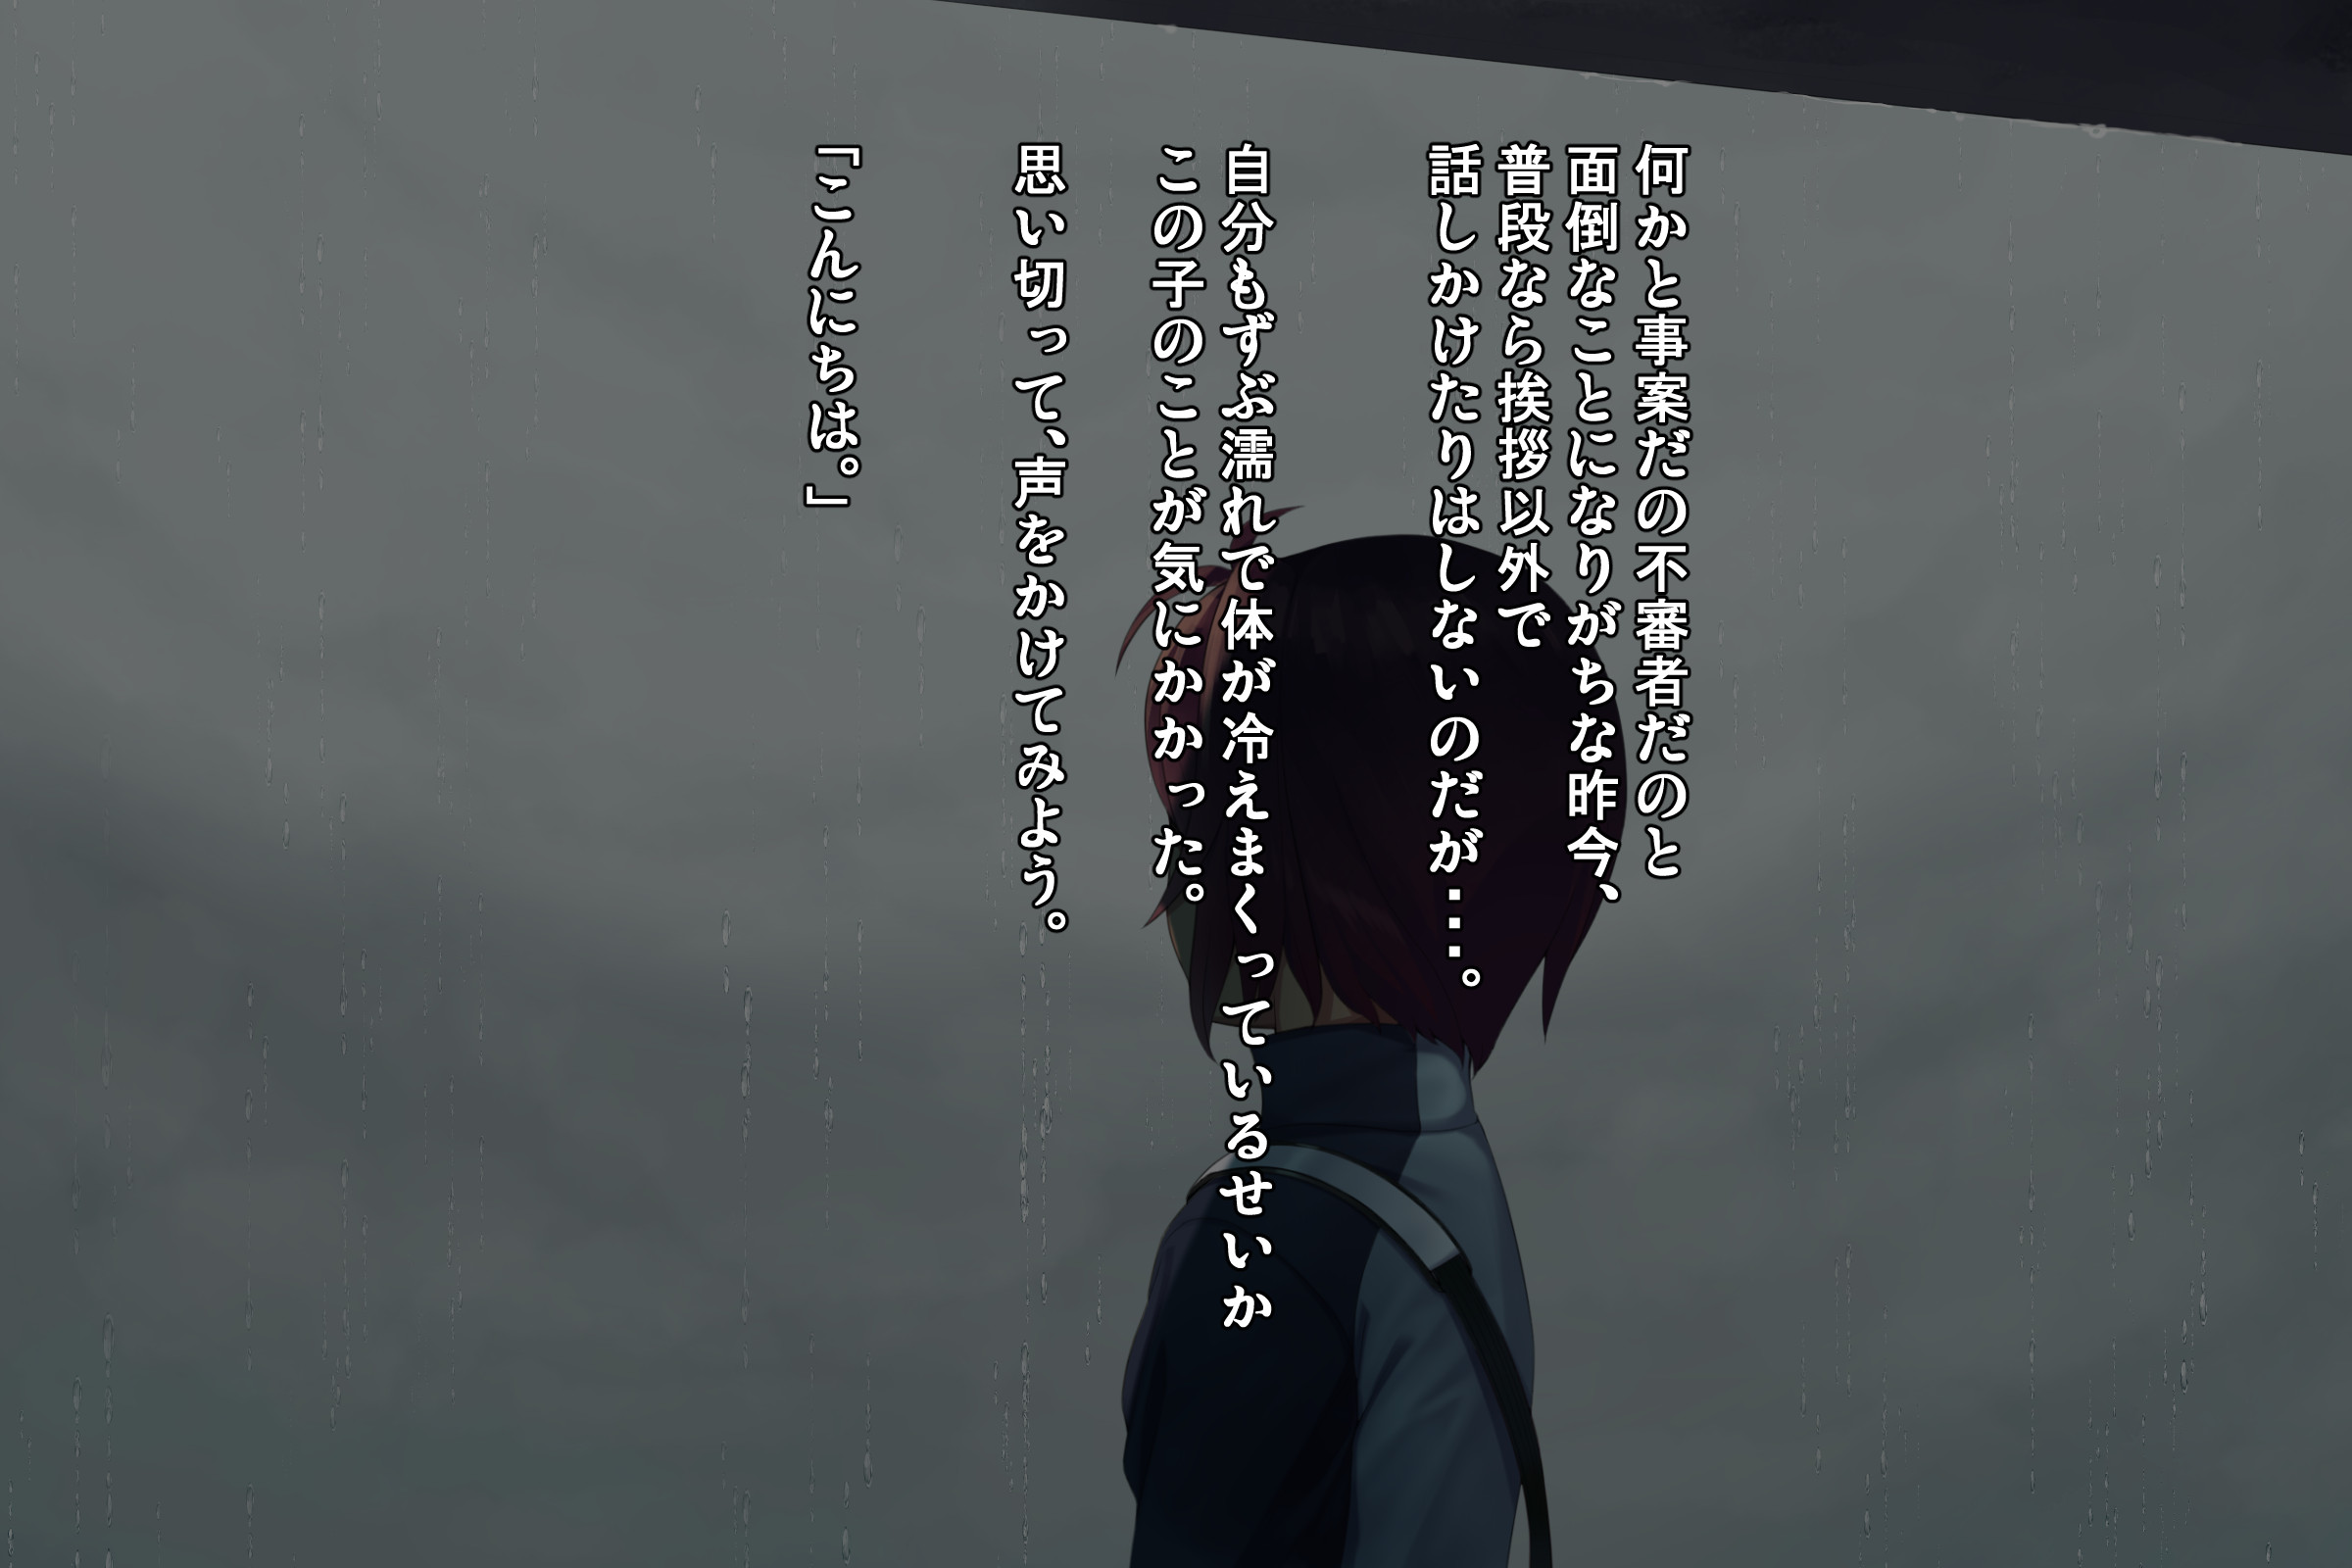 何かと事案だの不審者だのと
面倒なことになりがちな昨今、
普段なら挨拶以外で
話しかけたりはしないのだが…。
自分もずぶ濡れで体が冷えまくっているせいか
この子のことが気にかかった。
思い切って、声をかけてみよう。
「こんにちは。」